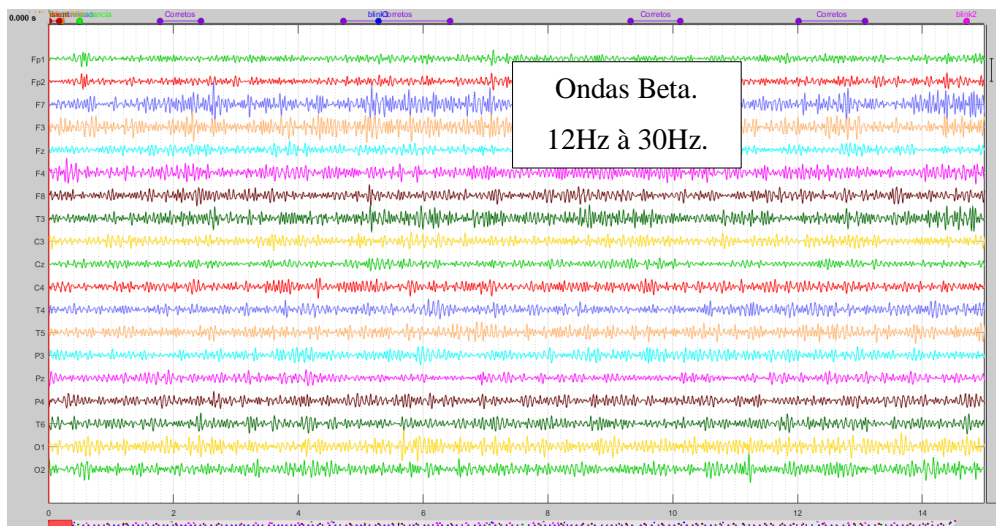 0.000 s
Corretos
blink3
Corretos
Corretos
Corretos
blink2
Fp1
Fp2
F7
F3
Fz
F4
F8
T3
C3
Cz
C4
T4
T5
P3
Pz
P4
T6
O1
O2
Ondas Beta.
12Hz à 30Hz.
0 2 4 6 8 10 12 14